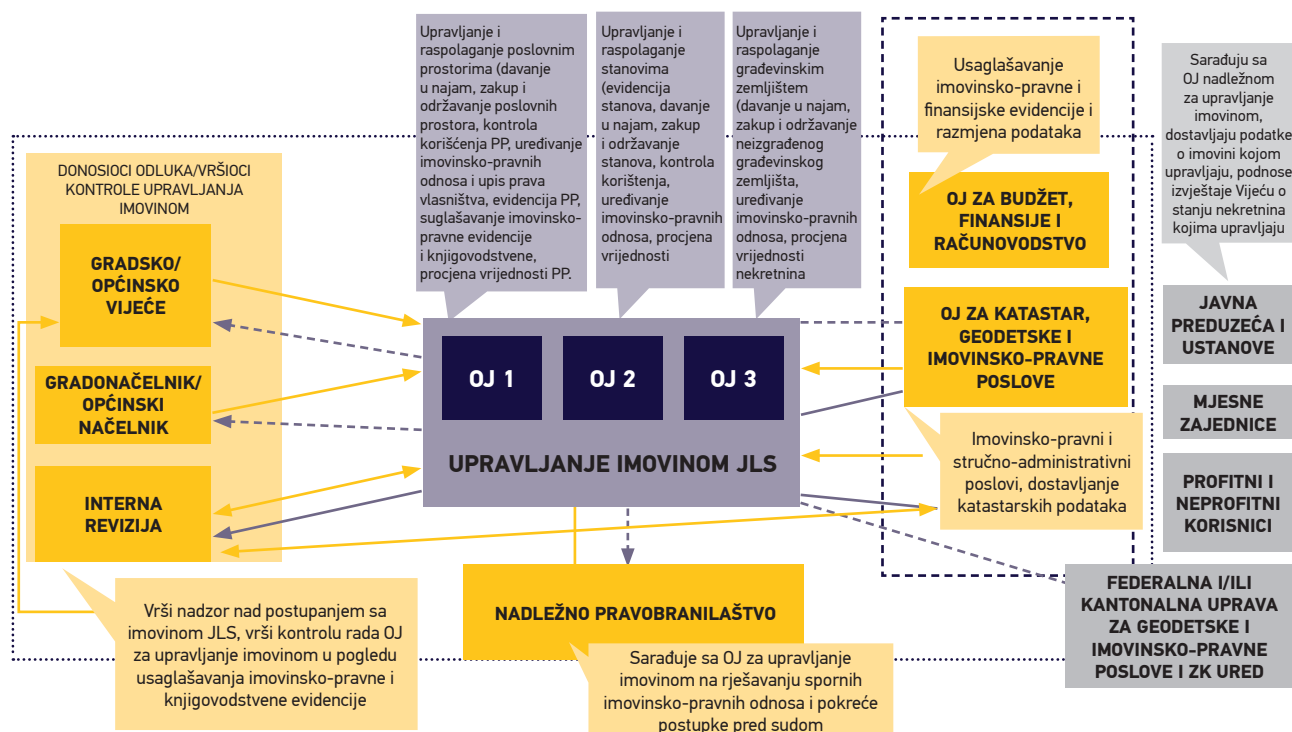 Upravljanje i
raspolaganje poslovnim
prostorima (davanje
u najam, zakup i
održavanje poslovnih
prostora, kontrola
korišćenja PP, uređivanje
imovinsko-pravnih
odnosa i upis prava
vlasništva, evidencija PP,
suglašavanje imovinsko-
pravne evidencije
i knjigovodstvene,
procjena vrijednosti PP.
Upravljanje i
raspolaganje
stanovima
(evidencija
stanova, davanje
u najam, zakup
i održavanje
stanova, kontrola
korištenja,
uređivanje
imovinsko-pravnih
odnosa, procjena
vrijednosti
Upravljanje i
raspolaganje
građevinskim
zemljištem
(davanje u najam,
zakup i održavanje
neizgrađenog
građevinskog
zemljišta,
uređivanje
imovinsko-pravnih
odnosa, procjena
vrijednosti
nekretnina
Usaglašavanje
imovinsko-pravne i
finansijske evidencije i
razmjena podataka
Sarađuju sa
OJ nadležnom
za upravljanje
imovinom,
dostavljaju podatke
o imovini kojom
upravljaju, podnose
izvještaje Vijeću o
stanju nekretnina
kojima upravljaju
DONOSIOCI ODLUKA/VRŠIOCI
KONTROLE UPRAVLJANJA
IMOVINOM
GRADSKO/
OPĆINSKO
VIJEĆE
GRADONAČELNIK/
OPĆINSKI
NAČELNIK
INTERNA
REVIZIJA
OJ 1
OJ 2
OJ 3
UPRAVLJANJE IMOVINOM JLS
OJ ZA BUDŽET,
FINANSIJE I
RAČUNOVODSTVO
OJ ZA KATASTAR,
GEODETSKE I
IMOVINSKO-PRAVNE
POSLOVE
Imovinsko-pravni i
stručno-administrativni
poslovi, dostavljanje
katastarskih podataka
JAVNA
PREDUZEĆA I
USTANOVE
MJESNE
ZAJEDNICE
PROFITNI I
NEPROFITNI
KORISNICI
FEDERALNA I/ILI
KANTONALNA UPRAVA
ZA GEODETSKE I
IMOVINSKO-PRAVNE
POSLOVE I ZK URED
Vrši nadzor nad postupanjem sa
imovinom JLS, vrši kontrolu rada OJ
za upravljanje imovinom u pogledu
usaglašavanja imovinsko-pravne i
knjigovodstvene evidencije
NADLEŽNO PRAVOBRANILAŠTVO
Sarađuje sa OJ za upravljanje
imovinom na rješavanju spornih
imovinsko-pravnih odnosa i pokreće
postupke pred sudom